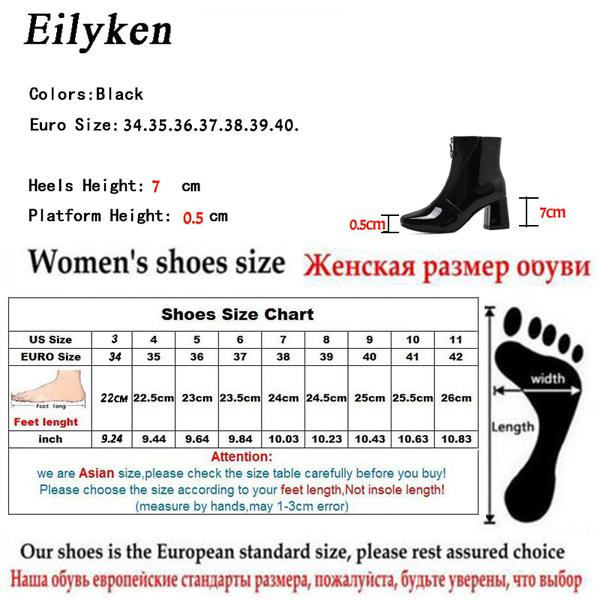 Eilyken
Colors:Black
Euro Size: 34.35.36.37.38.39.40.
Heels Height: 7 cm
Platform Height: 0.5 cm
0.5cm
7cm
Women's shoes size Женская размер обуви
Shoes Size Chart
US Size 3 4 5 6 7 8 9 10 11
EURO Size 34 35 36 37 38 39 40 41 42
foot long
Feet lenght 22CM 22.5cm 23cm 23.5cm 24cm 24.5cm 25cm 25.5cm 26cm
inch 9.24 9.44 9.64 9.84 10.03 10.23 10.43 10.63 10.83
Attention:
we are Asian size,please check the size table carefully before you buy!
Please choose the size according to your feet length,Not insole length!
(measure by hands,may 1-3cm error)
width
Length
Our shoes is the European standard size, please rest assured choice
Наша обувь европейские стандарты размера, пожалуйста, будьте уверены, что выбор